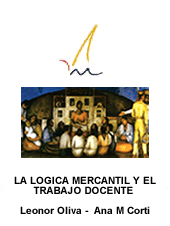 LA LOGICA MERCANTIL Y EL
TRABAJO DOCENTE
Leonor Oliva - Ana M Corti